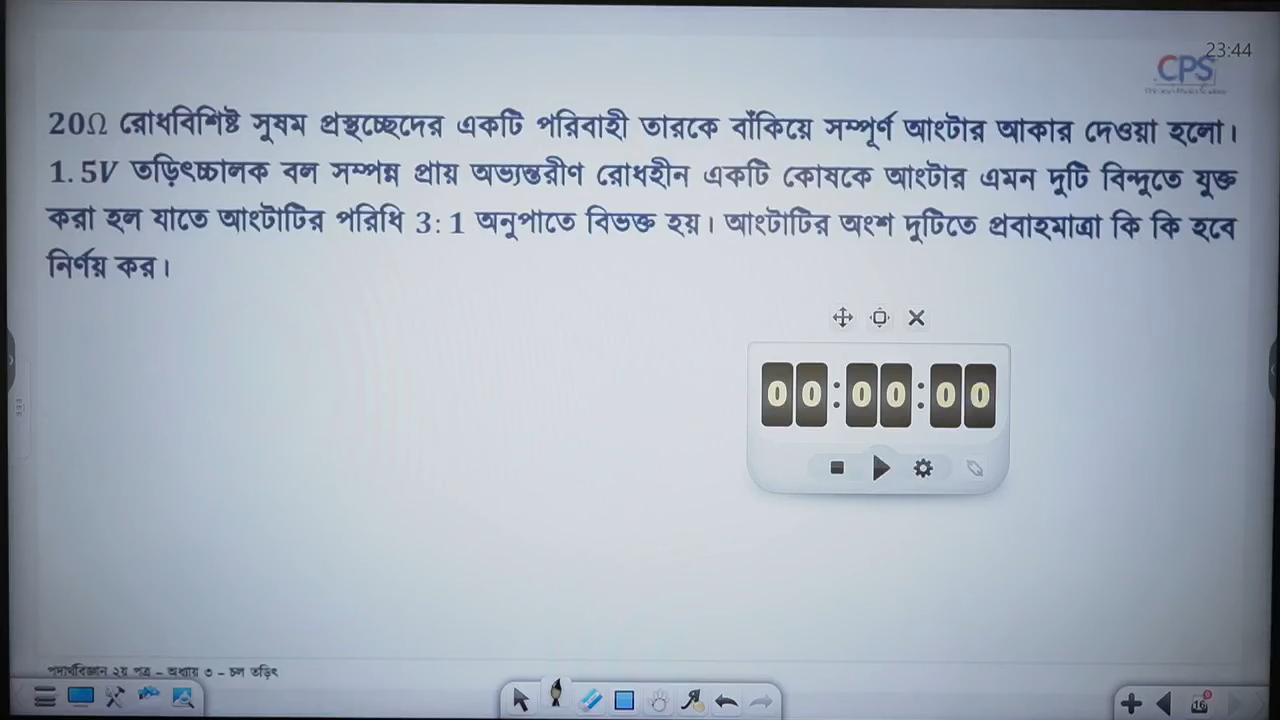 23:44
CPS
20Ω রোধবিশিষ্ট সুষম প্রস্থচ্ছেদের একটি পরিবাহী তারকে বাঁকিয়ে সম্পূর্ণ আংটার আকার দেওয়া হলো।
1.5V তড়িৎচ্চালক বল সম্পন্ন প্রায় অভ্যন্তরীণ রোধহীন একটি কোষকে আংটার এমন দুটি বিন্দুতে যুক্ত
করা হল যাতে আংটাটির পরিধি 3:1 অনুপাতে বিভক্ত হয়। আংটাটির অংশ দুটিতে প্রবাহমাত্রা কি কি হবে
নির্ণয় কর।
00:00:00
পদার্থবিজ্ঞান ২য় পত্র – অধ্যায় ৩ – চল তড়িৎ
16